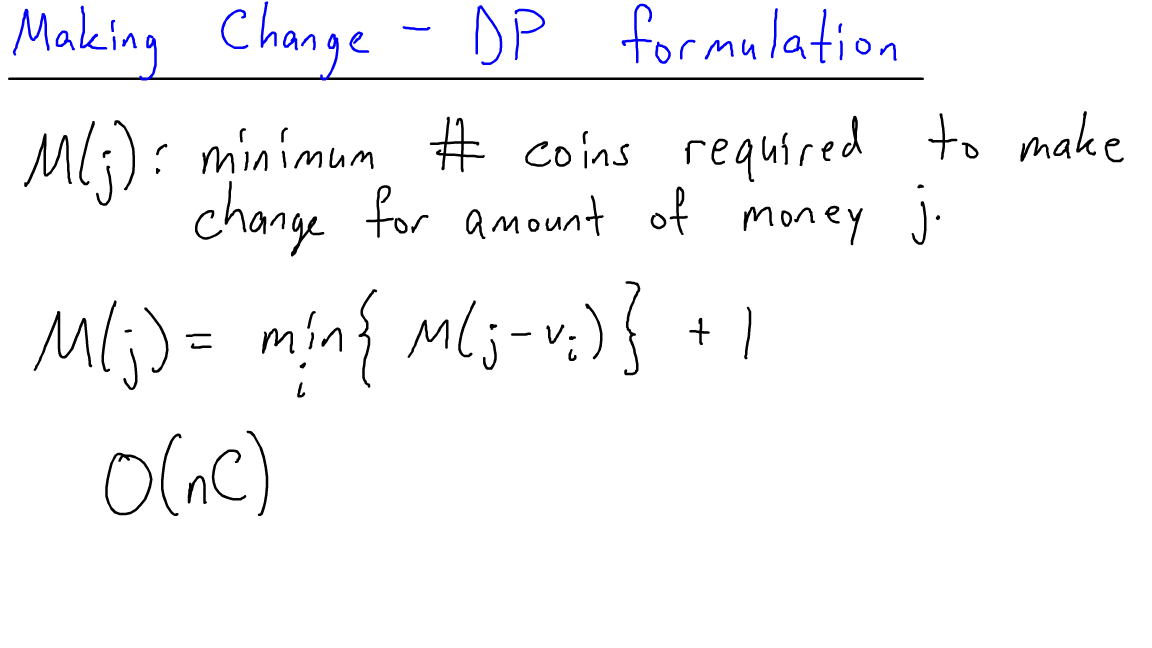 Making Change - DP formulation
M(j): minimum # coins required to make
change for amount of money j.
M(j) = min{ M(j-vᵢ)} + 1
i
O(nC)